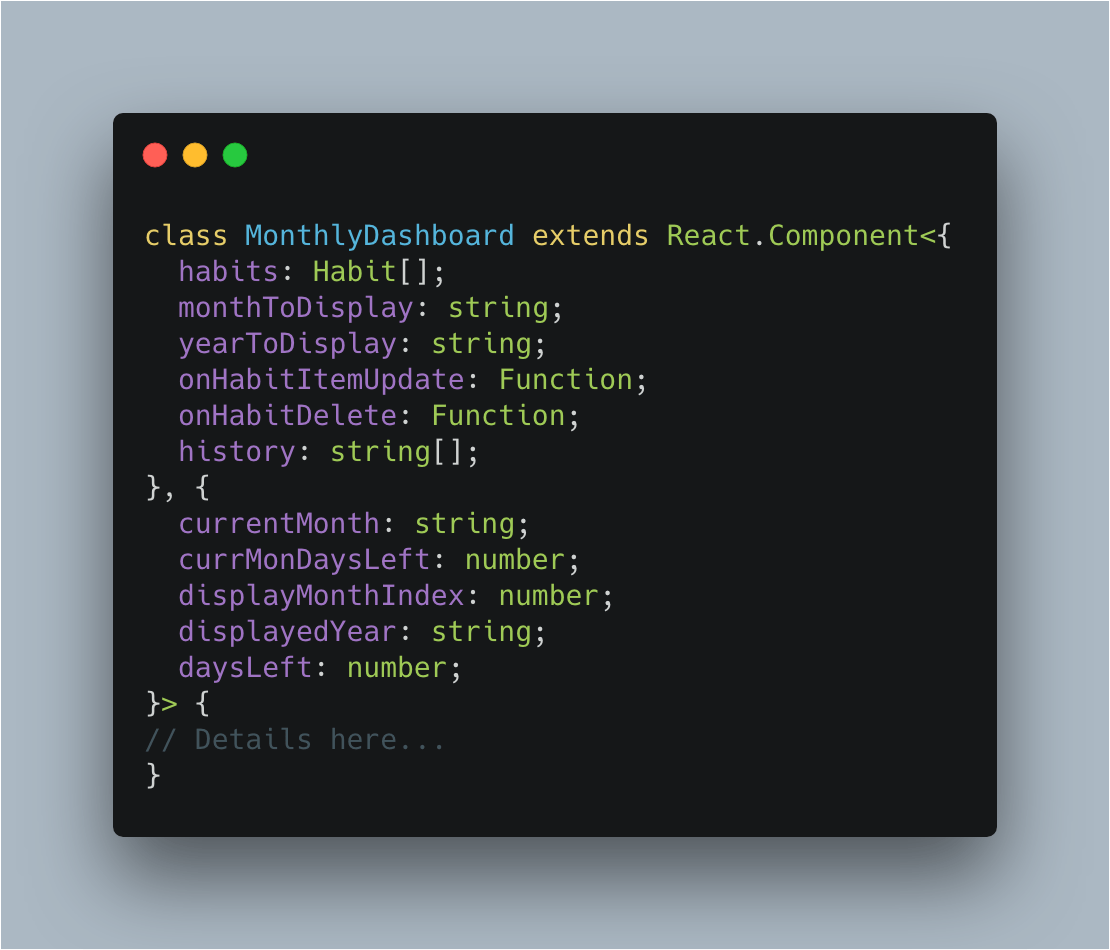 class MonthlyDashboard extends React.Component<{
  habits: Habit[];
  monthToDisplay: string;
  yearToDisplay: string;
  onHabitItemUpdate: Function;
  onHabitDelete: Function;
  history: string[];
}, {
  currentMonth: string;
  currMonDaysLeft: number;
  displayMonthIndex: number;
  displayedYear: string;
  daysLeft: number;
}> {
// Details here...
}